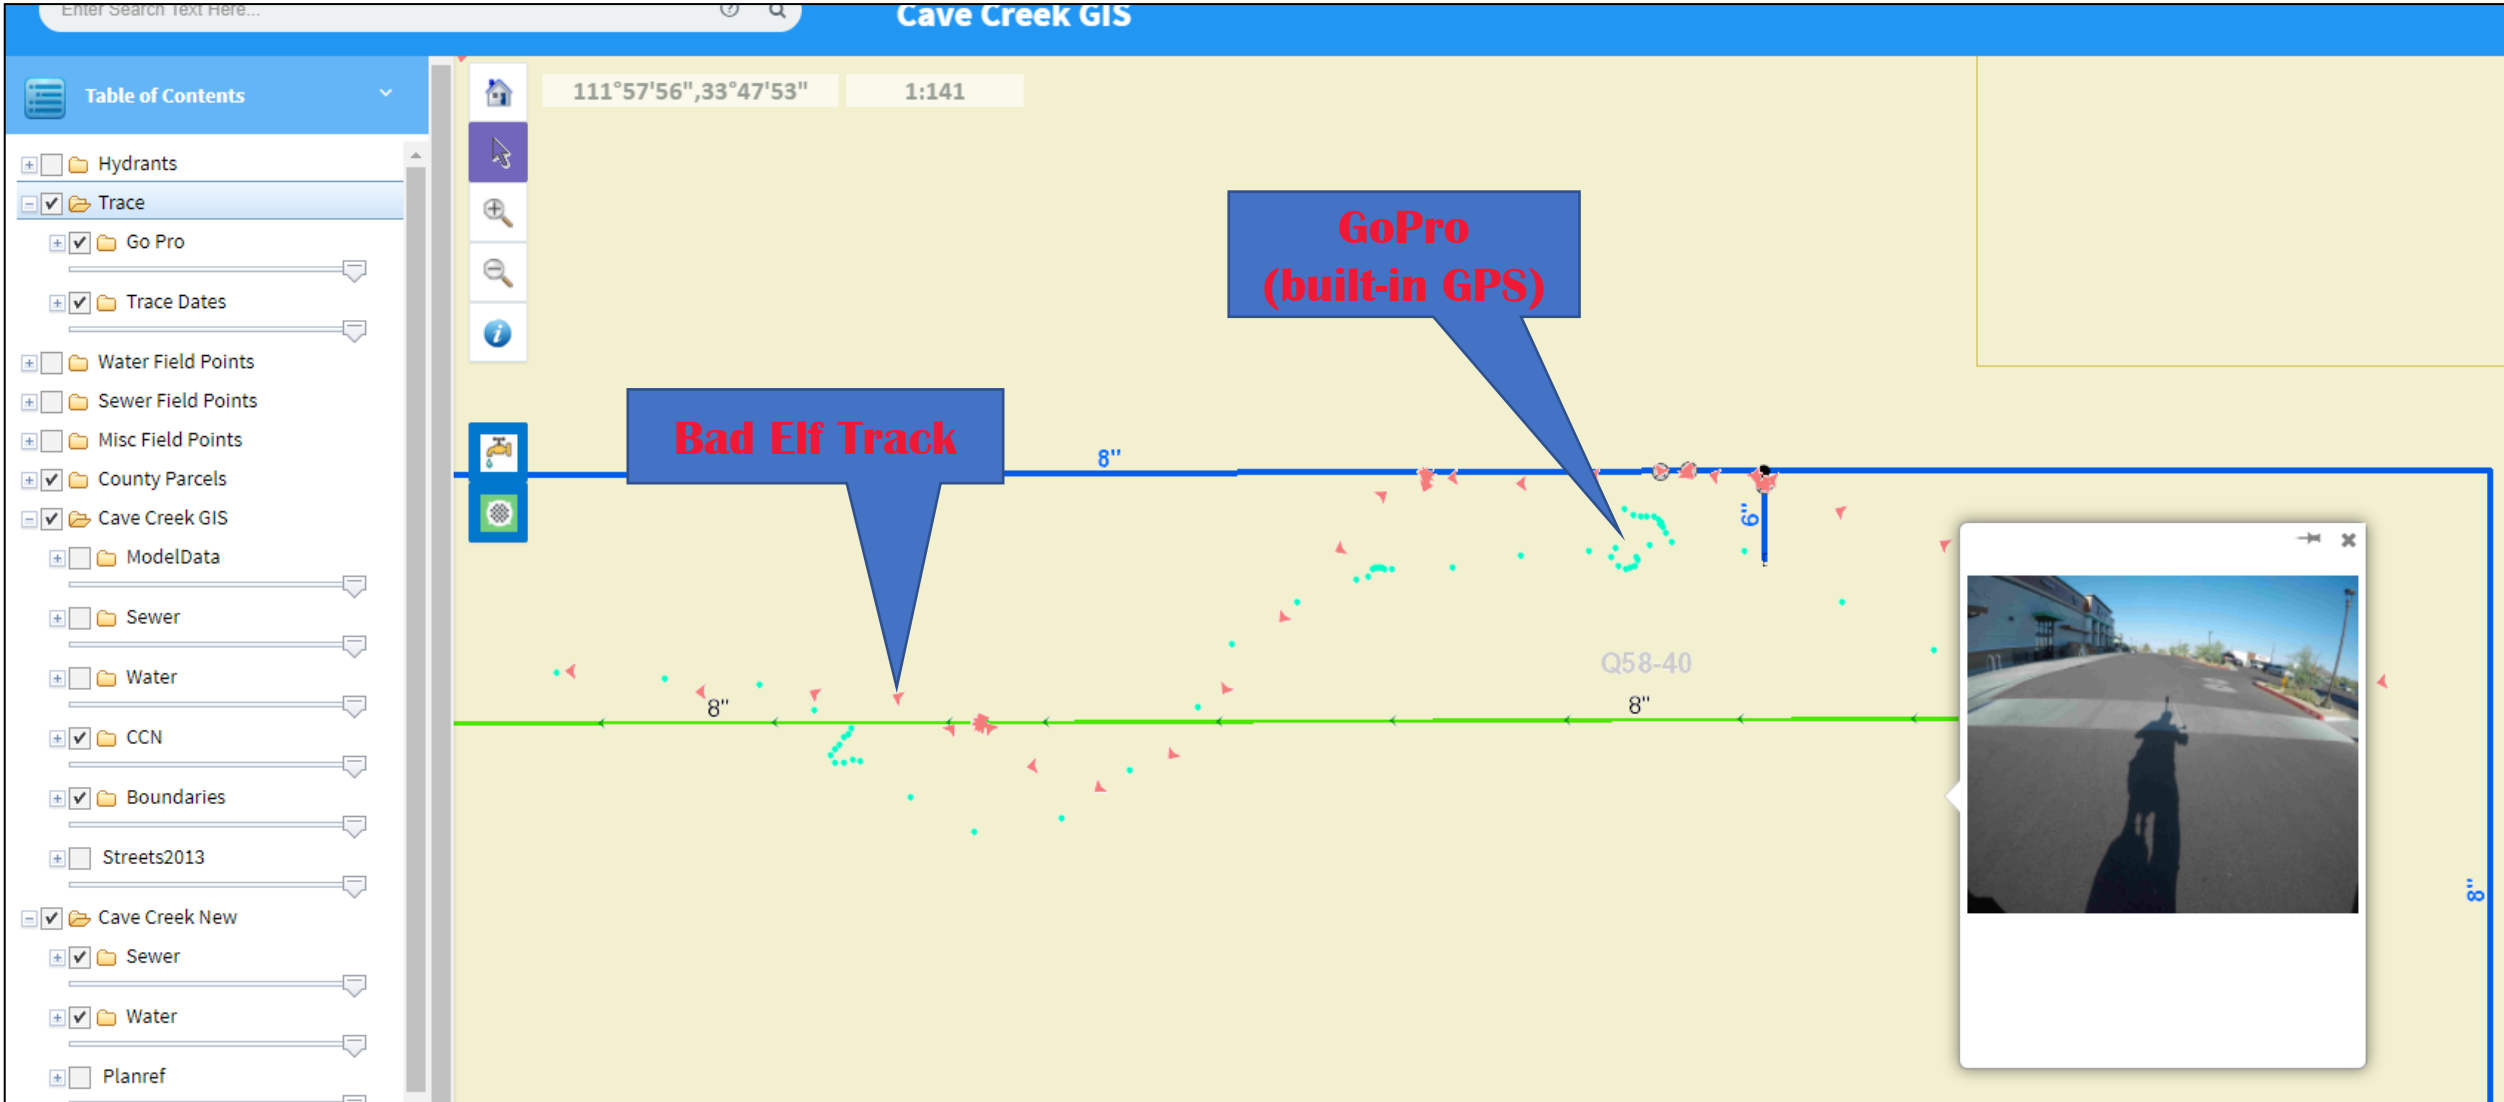 Enter Search Text Here...
Cave Creek GIS
Table of Contents
111°57'56",33°47'53"
1:141
Hydrants
Trace
Go Pro
Trace Dates
Water Field Points
Sewer Field Points
Misc Field Points
County Parcels
Cave Creek GIS
ModelData
Sewer
Water
CCN
Boundaries
Streets2013
Cave Creek New
Sewer
Water
Planref
GoPro
(built-in GPS)
Bad Elf Track
8"
6"
Q58-40
8"
8"
8"